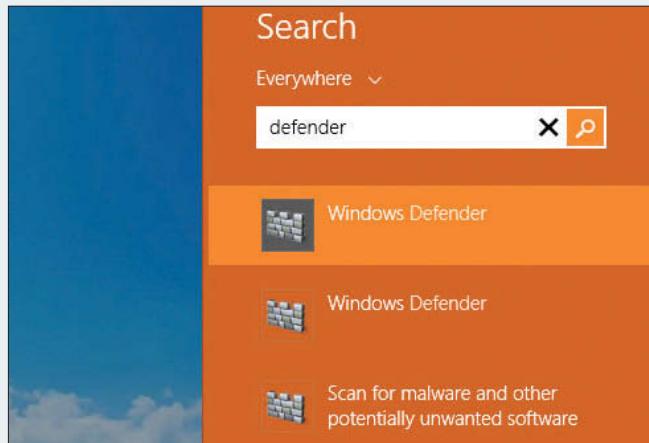 Search
Everywhere
defender
Windows Defender
Windows Defender
Scan for malware and other
potentially unwanted software